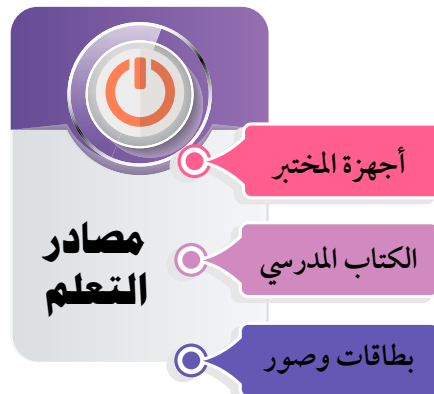 مصادر
التعلم
أجهزة المختبر
الكتاب المدرسي
بطاقات وصور